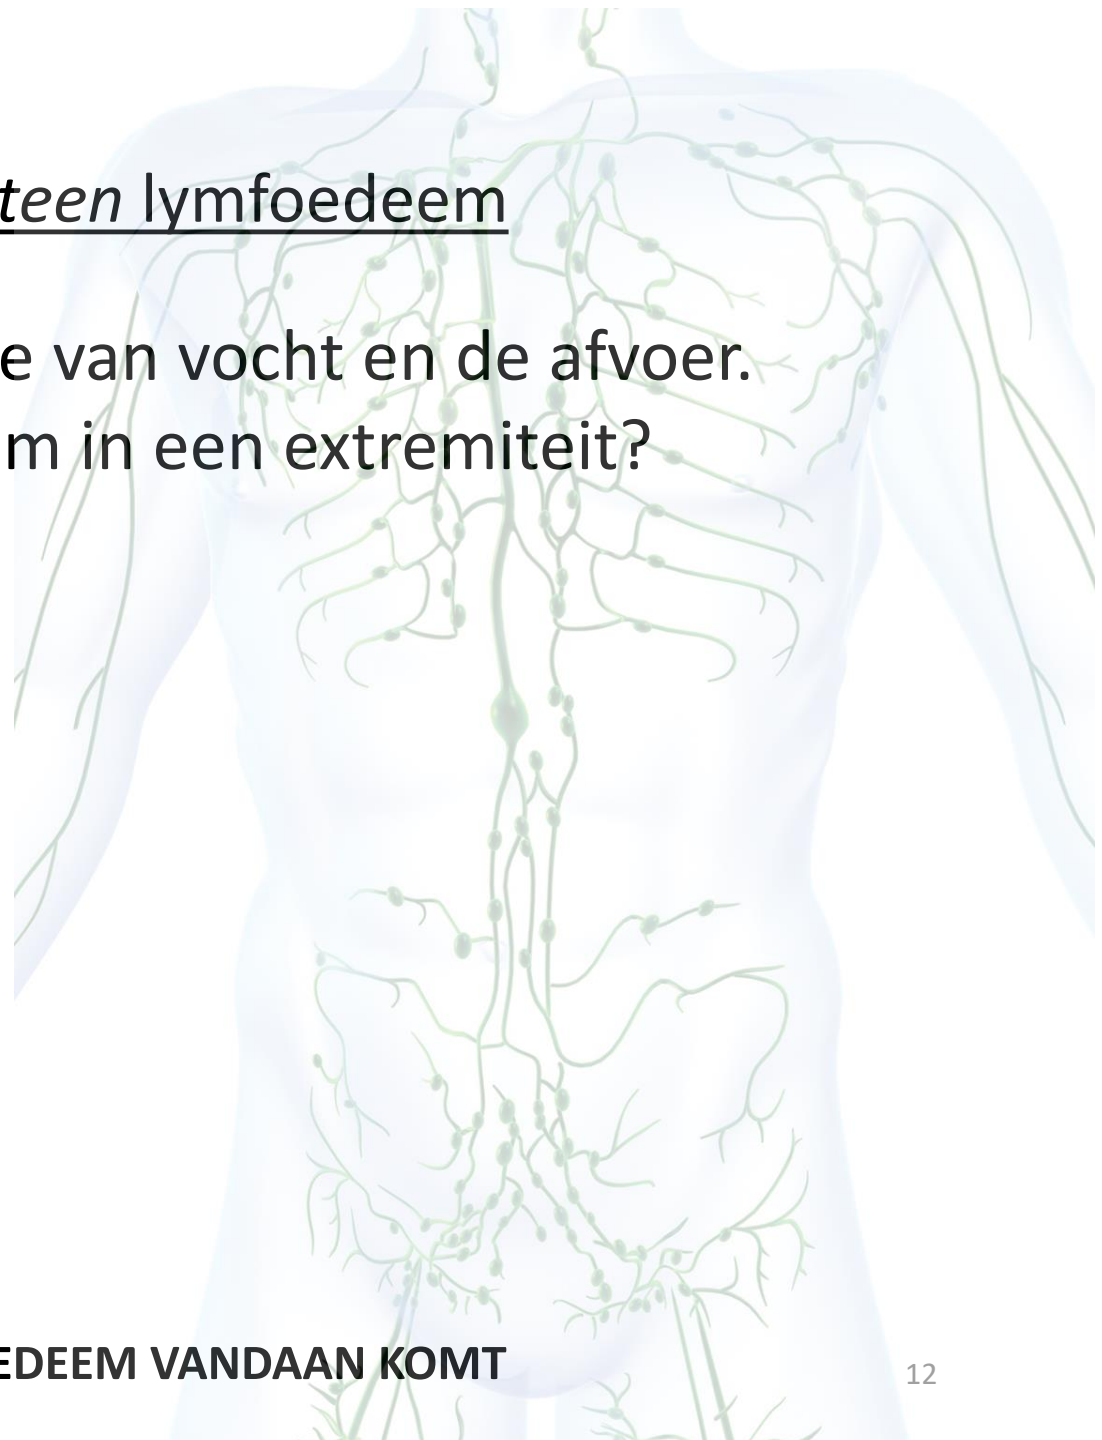 teen lymfoedeem
e van vocht en de afvoer.
m in een extremiteit?
EDEEM VANDAAN KOMT
12